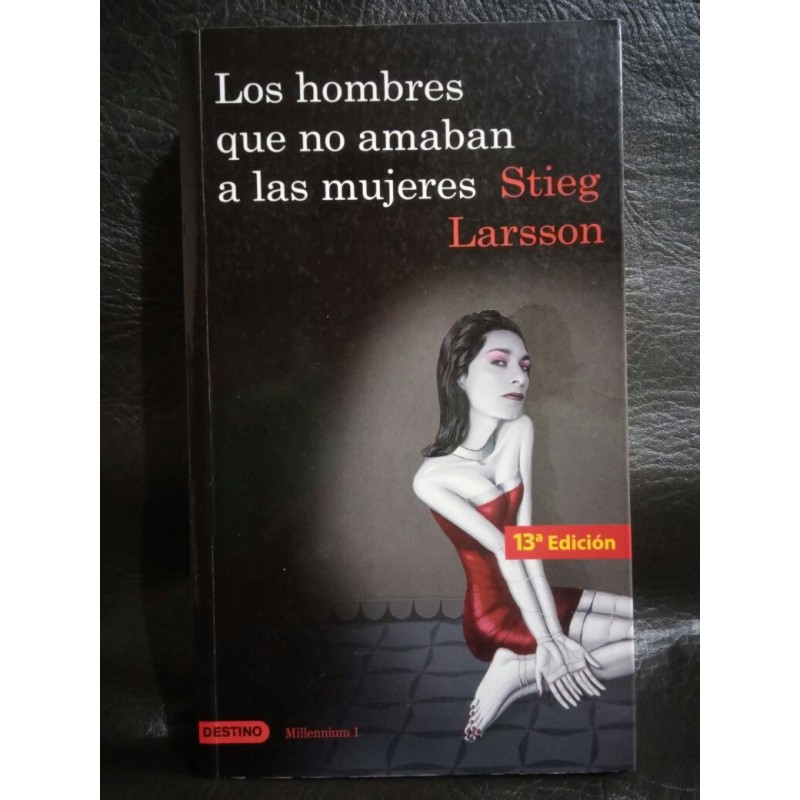 Los hombres
que no amaban
a las mujeres Stieg
Larsson
13ª Edición
DESTINO Millennium 1